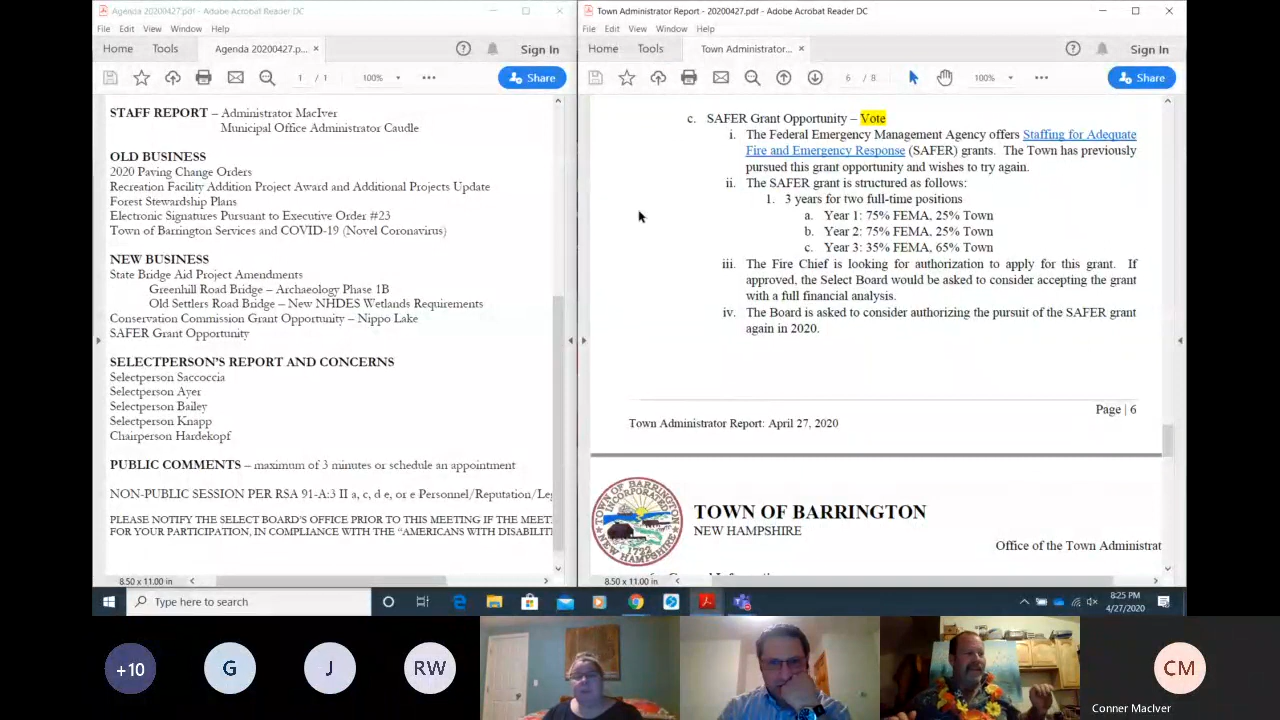 Agenda 20200427.pdf - Adobe Acrobat Reader DC
File Edit View Window Help
Home Tools Agenda 20200427.p... × Sign In
1 / 1 100% Share
STAFF REPORT – Administrator MacIver
Municipal Office Administrator Caudle
OLD BUSINESS
2020 Paving Change Orders
Recreation Facility Addition Project Award and Additional Projects Update
Forest Stewardship Plans
Electronic Signatures Pursuant to Executive Order #23
Town of Barrington Services and COVID-19 (Novel Coronavirus)
NEW BUSINESS
State Bridge Aid Project Amendments
Greenhill Road Bridge – Archaeology Phase 1B
Old Settlers Road Bridge – New NHDES Wetlands Requirements
Conservation Commission Grant Opportunity – Nippo Lake
SAFER Grant Opportunity
SELECTPERSON'S REPORT AND CONCERNS
Selectperson Saccoccia
Selectperson Ayer
Selectperson Bailey
Selectperson Knapp
Chairperson Hardekopf
PUBLIC COMMENTS – maximum of 3 minutes or schedule an appointment
NON-PUBLIC SESSION PER RSA 91-A:3 II a, c, d e, or e Personnel/Reputation/Leg
PLEASE NOTIFY THE SELECT BOARD'S OFFICE PRIOR TO THIS MEETING IF THE MEET
FOR YOUR PARTICIPATION, IN COMPLIANCE WITH THE "AMERICANS WITH DISABILIT
8.50 x 11.00 in
Town Administrator Report - 20200427.pdf - Adobe Acrobat Reader DC
File Edit View Window Help
Home Tools Town Administrator... × Sign In
6 / 8 100% Share
c. SAFER Grant Opportunity – Vote
i. The Federal Emergency Management Agency offers Staffing for Adequate
Fire and Emergency Response (SAFER) grants. The Town has previously
pursued this grant opportunity and wishes to try again.
ii. The SAFER grant is structured as follows:
1. 3 years for two full-time positions
a. Year 1: 75% FEMA, 25% Town
b. Year 2: 75% FEMA, 25% Town
c. Year 3: 35% FEMA, 65% Town
iii. The Fire Chief is looking for authorization to apply for this grant. If
approved, the Select Board would be asked to consider accepting the grant
with a full financial analysis.
iv. The Board is asked to consider authorizing the pursuit of the SAFER grant
again in 2020.
Page | 6
Town Administrator Report: April 27, 2020
TOWN OF BARRINGTON
INCORPORATED
1722
NEW HAMPSHIRE
TOWN OF BARRINGTON
NEW HAMPSHIRE
Office of the Town Administrat
8.50 x 11.00 in
Type here to search
8:25 PM
4/27/2020
+10 G J RW CM
Conner MacIver